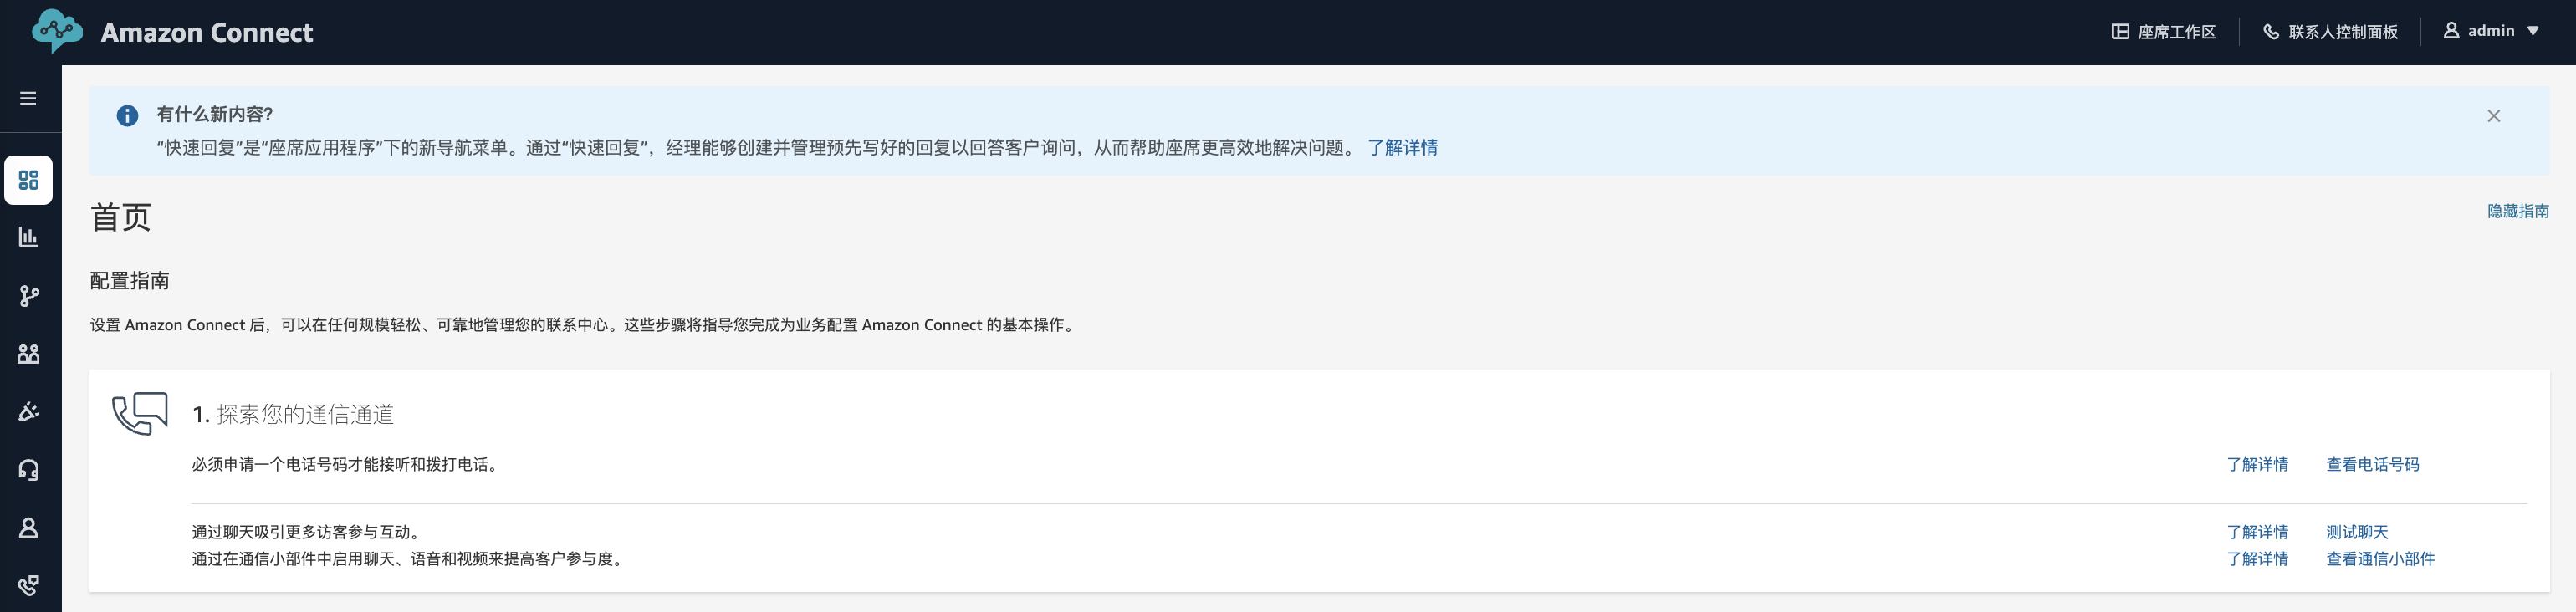 Amazon Connect
座席工作区
联系人控制面板
admin
有什么新内容?
“快速回复”是“座席应用程序”下的新导航菜单。通过“快速回复”，经理能够创建并管理预先写好的回复以回答客户询问，从而帮助座席更高效地解决问题。 了解详情
首页
隐藏指南
配置指南
设置 Amazon Connect 后，可以在任何规模轻松、可靠地管理您的联系中心。这些步骤将指导您完成为业务配置 Amazon Connect 的基本操作。
1. 探索您的通信通道
必须申请一个电话号码才能接听和拨打电话。 了解详情 查看电话号码
通过聊天吸引更多访客参与互动。 了解详情 测试聊天
通过在通信小部件中启用聊天、语音和视频来提高客户参与度。 了解详情 查看通信小部件